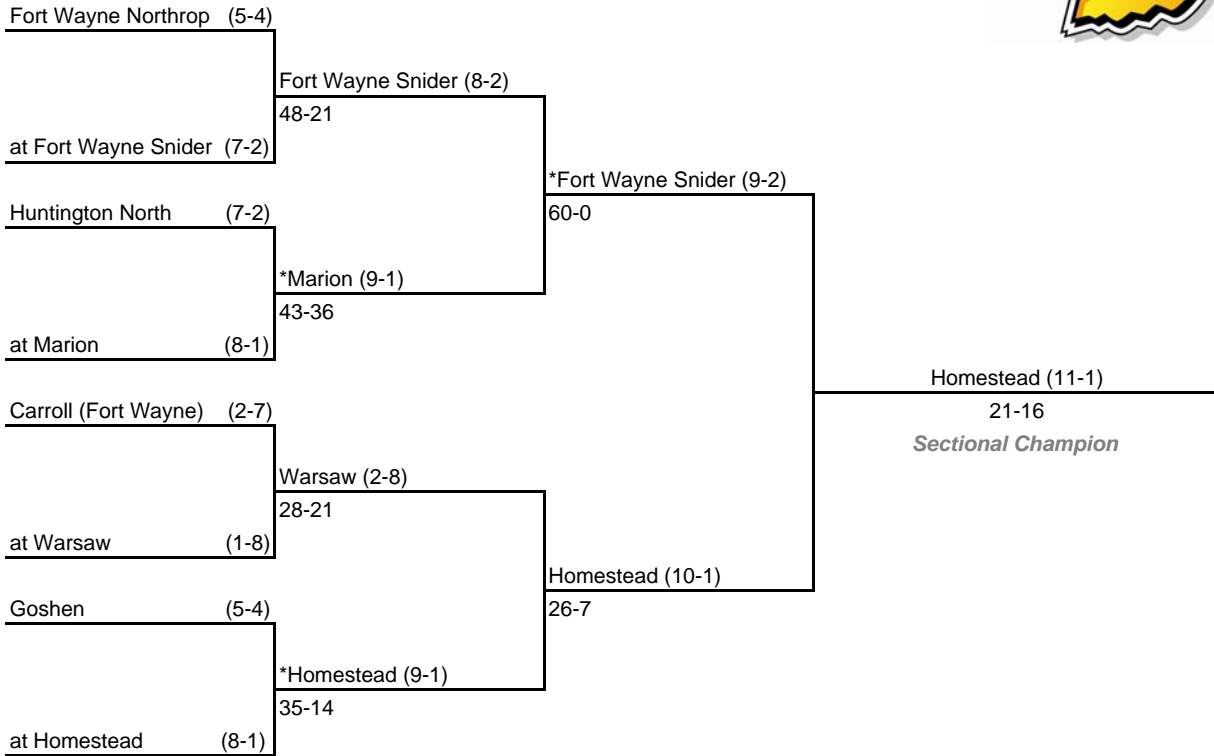 Fort Wayne Northrop (5-4)
Fort Wayne Snider (8-2)
48-21
at Fort Wayne Snider (7-2)
*Fort Wayne Snider (9-2)
60-0
Huntington North (7-2)
*Marion (9-1)
43-36
at Marion (8-1)
Homestead (11-1)
21-16
Sectional Champion
Carroll (Fort Wayne) (2-7)
Warsaw (2-8)
28-21
at Warsaw (1-8)
Homestead (10-1)
26-7
Goshen (5-4)
*Homestead (9-1)
35-14
at Homestead (8-1)